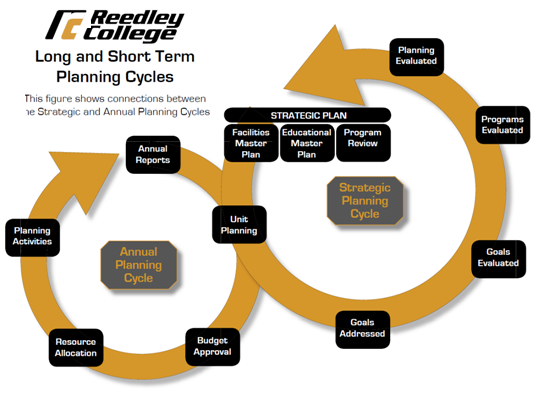 Reedley
College
Long and Short Term
Planning Cycles
This figure shows connections between
he Strategic and Annual Planning Cycles
Planning
Evaluated
STRATEGIC PLAN
Facilities
Master
Plan
Educational
Master
Plan
Program
Review
Programs
Evaluated
Annual
Reports
Strategic
Planning
Cycle
Unit
Planning
Planning
Activities
Annual
Planning
Cycle
Goals
Evaluated
Goals
Addressed
Resource
Allocation
Budget
Approval